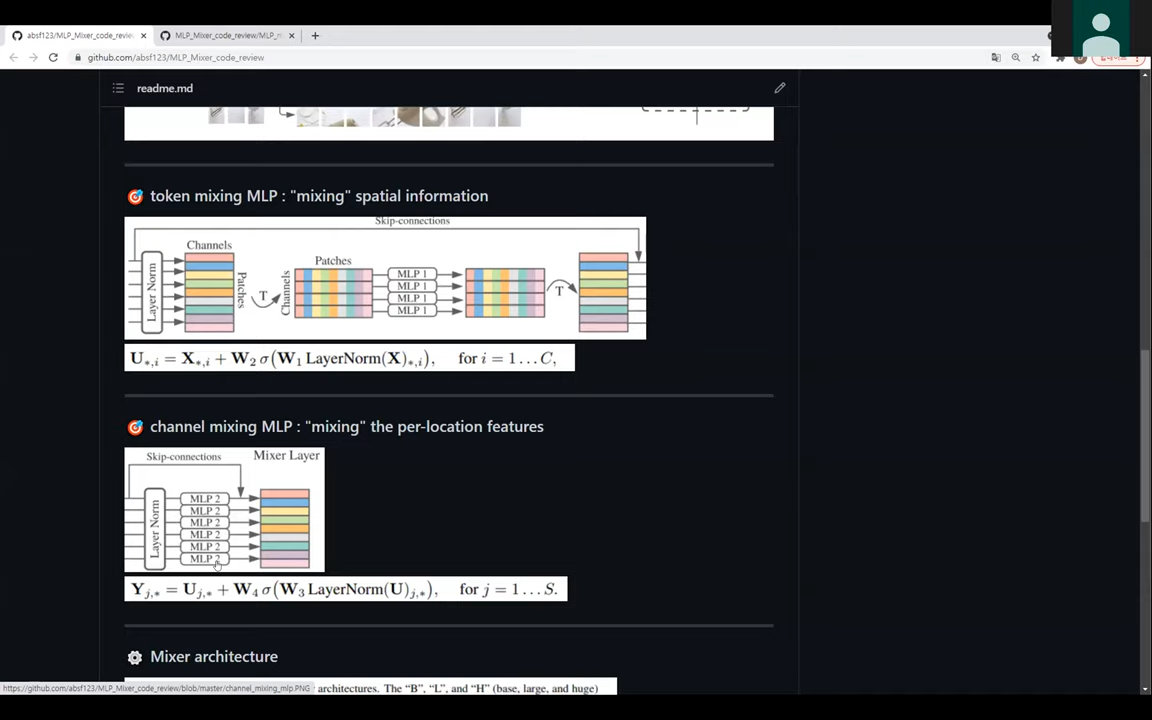 absf123/MLP_Mixer_code_review/
MLP_Mixer_code_review/MLP_
github.com/absf123/MLP_Mixer_code_review
readme.md
token mixing MLP : "mixing" spatial information
Skip-connections
Channels
Patches
Layer Norm
Patches
T
Channels
MLP 1
MLP 1
MLP 1
MLP 1
T
U*,i = X*,i + W2 σ(W1 LayerNorm(X)*,i), for i = 1 . . . C,
channel mixing MLP : "mixing" the per-location features
Skip-connections
Mixer Layer
Layer Norm
MLP 2
MLP 2
MLP 2
MLP 2
MLP 2
MLP 2
Yj,* = Uj,* + W4 σ(W3 LayerNorm(U)j,*), for j = 1 . . . S.
Mixer architecture
https://github.com/absf123/MLP_Mixer_code_review/blob/master/channel_mixing_mlp.PNG
architectures. The “B”, “L”, and “H” (base, large, and huge)